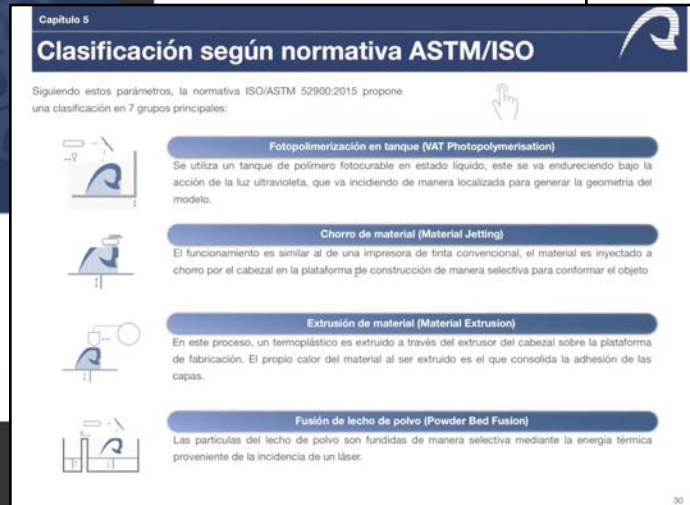 Capítulo 5
Clasificación según normativa ASTM/ISO
Siguiendo estos parámetros, la normativa ISO/ASTM 52900:2015 propone
una clasificación en 7 grupos principales:
Fotopolimerización en tanque (VAT Photopolymerisation)
Se utiliza un tanque de polímero fotocurable en estado líquido, este se va endureciendo bajo la
acción de la luz ultravioleta, que va incidiendo de manera localizada para generar la geometría del
modelo.
Chorro de material (Material Jetting)
El funcionamiento es similar al de una impresora de tinta convencional, el material es inyectado a
chorro por el cabezal en la plataforma de construcción de manera selectiva para conformar el objeto
Extrusión de material (Material Extrusion)
En este proceso, un termoplástico es extruido a través del extrusor del cabezal sobre la plataforma
de fabricación. El propio calor del material al ser extruido es el que consolida la adhesión de las
capas.
Fusión de lecho de polvo (Powder Bed Fusion)
Las partículas del lecho de polvo son fundidas de manera selectiva mediante la energía térmica
proveniente de la incidencia de un láser.
30